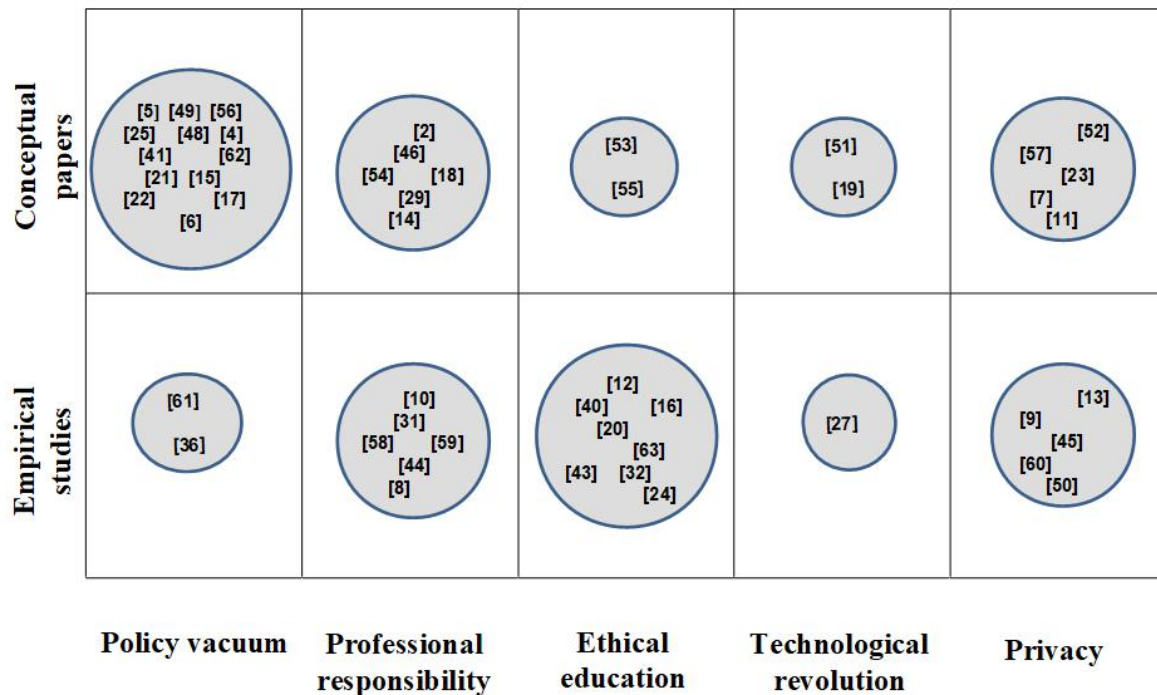 Conceptual
papers
[5] [49] [56]
[25] [48] [4]
[41] [62]
[21] [15]
[22] [17]
[6]
[2]
[46]
[54] [18]
[29]
[14]
[53]
[55]
[51]
[19]
[52]
[57]
[23]
[7]
[11]
Empirical
studies
[61]
[36]
[10]
[31]
[58] [59]
[44]
[8]
[12]
[40] [16]
[20]
[63]
[43] [32]
[24]
[27]
[13]
[9]
[45]
[60]
[50]
Policy vacuum
Professional
responsibility
Ethical
education
Technological
revolution
Privacy